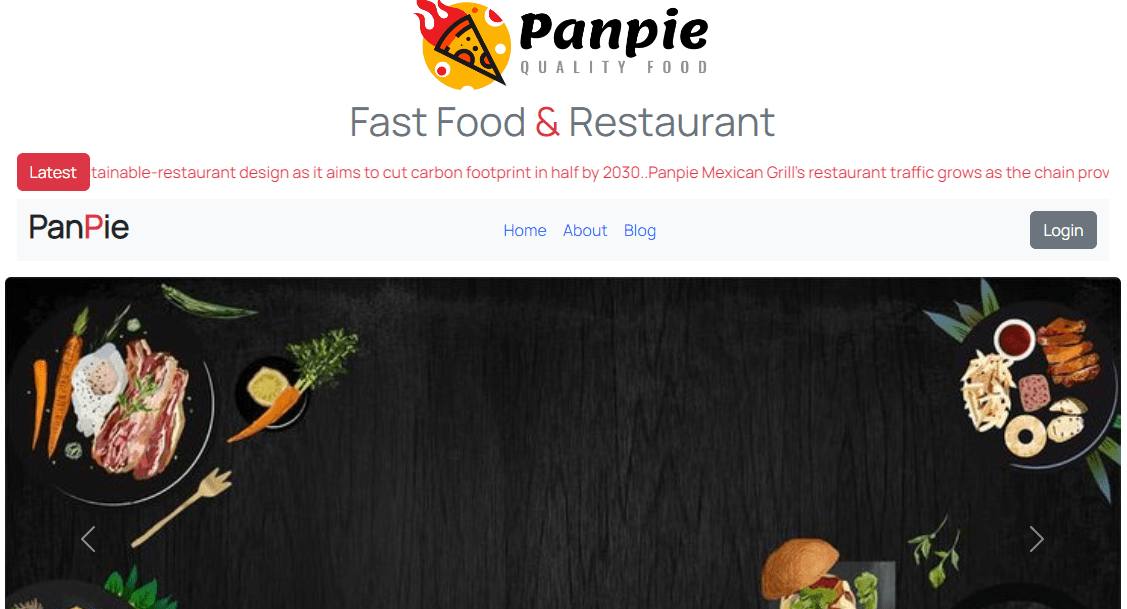 Panpie
QUALITY FOOD
Fast Food & Restaurant
Latest
tainable-restaurant design as it aims to cut carbon footprint in half by 2030..Panpie Mexican Grill's restaurant traffic grows as the chain prov
PanPie
Home About Blog
Login